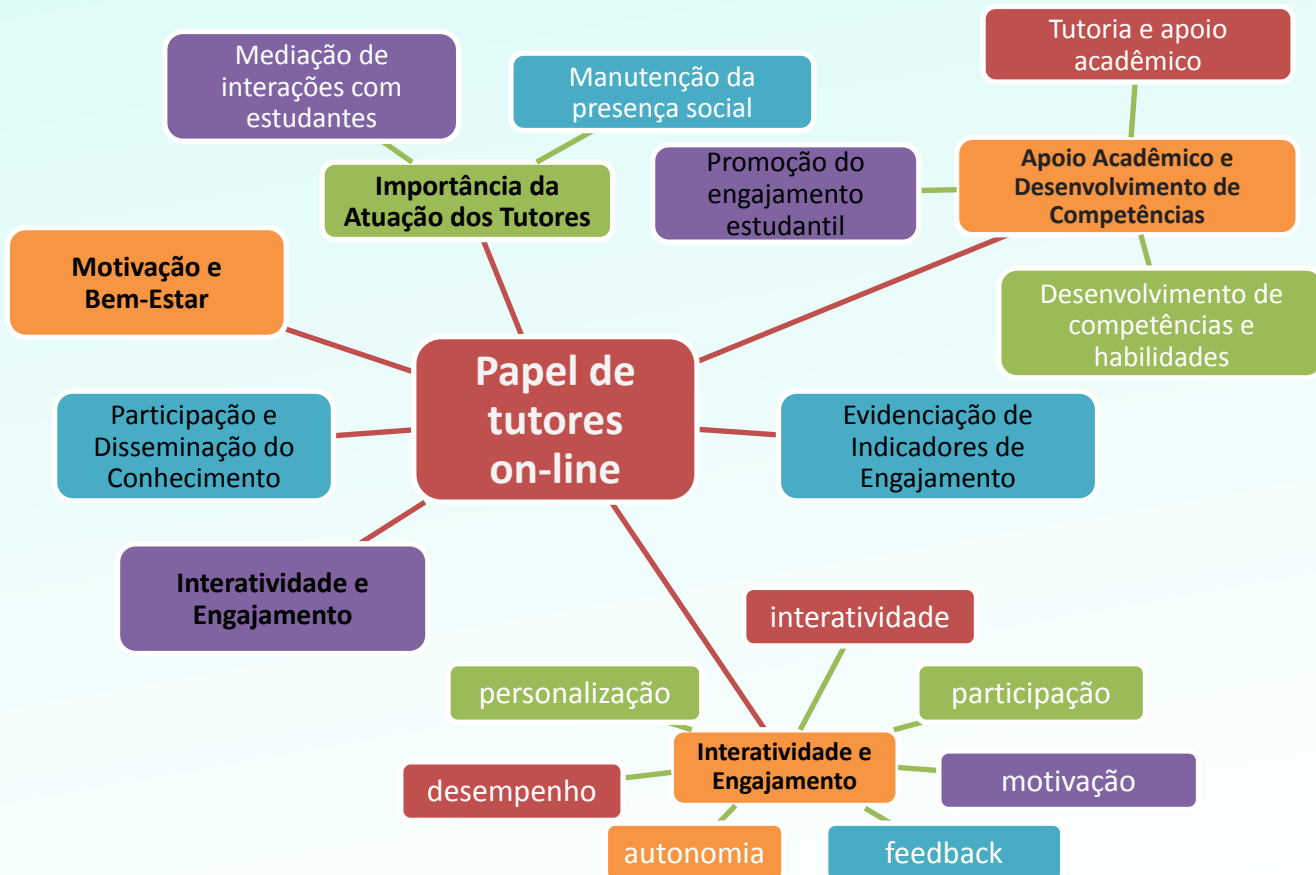 Tutoria e apoio
acadêmico
Mediação de
interações com
estudantes
Manutenção da
presença social
Importância da
Atuação dos Tutores
Promoção do
engajamento
estudantil
Apoio Acadêmico e
Desenvolvimento de
Competências
Motivação e
Bem-Estar
Desenvolvimento de
competências e
habilidades
Papel de
tutores
on-line
Participação e
Disseminação do
Conhecimento
Evidenciação de
Indicadores de
Engajamento
Interatividade e
Engajamento
interatividade
personalização
participação
Interatividade e
Engajamento
desempenho
motivação
autonomia
feedback